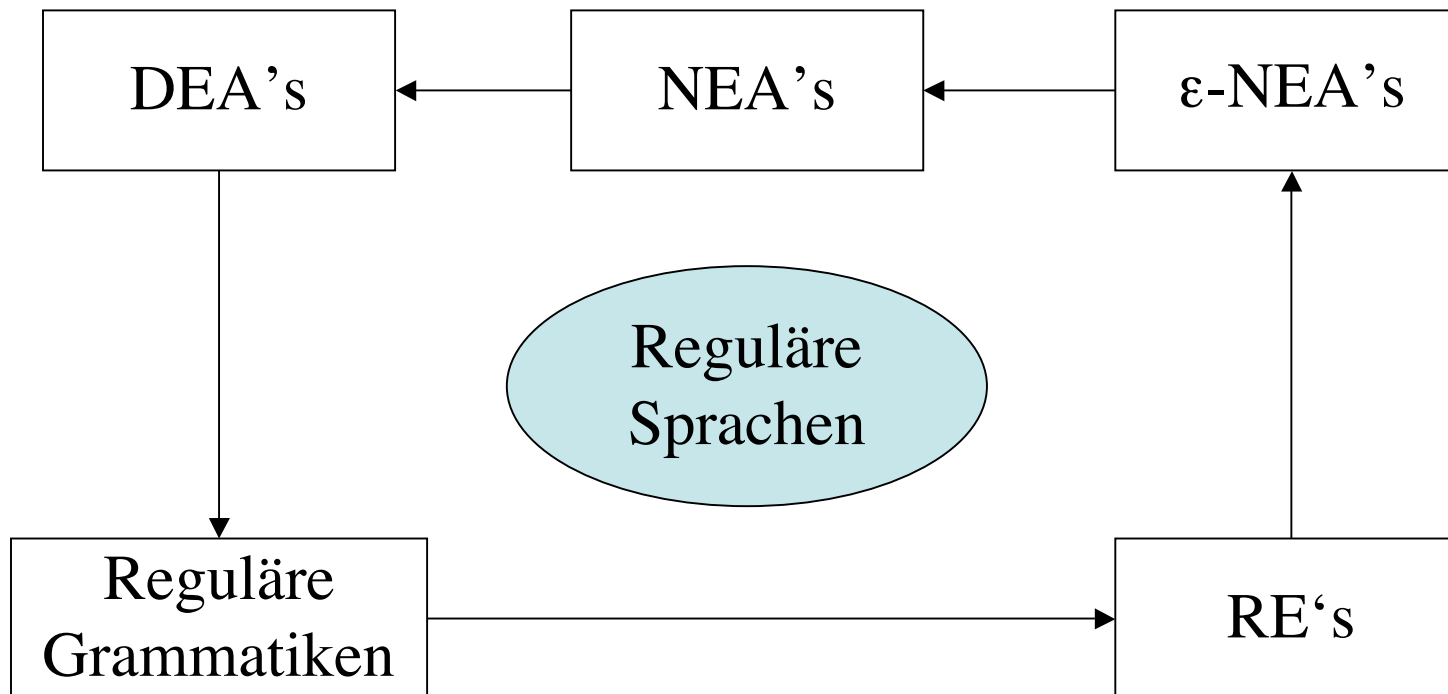 DEA’s
NEA’s
ε-NEA’s
Reguläre
Sprachen
Reguläre
Grammatiken
RE‘s